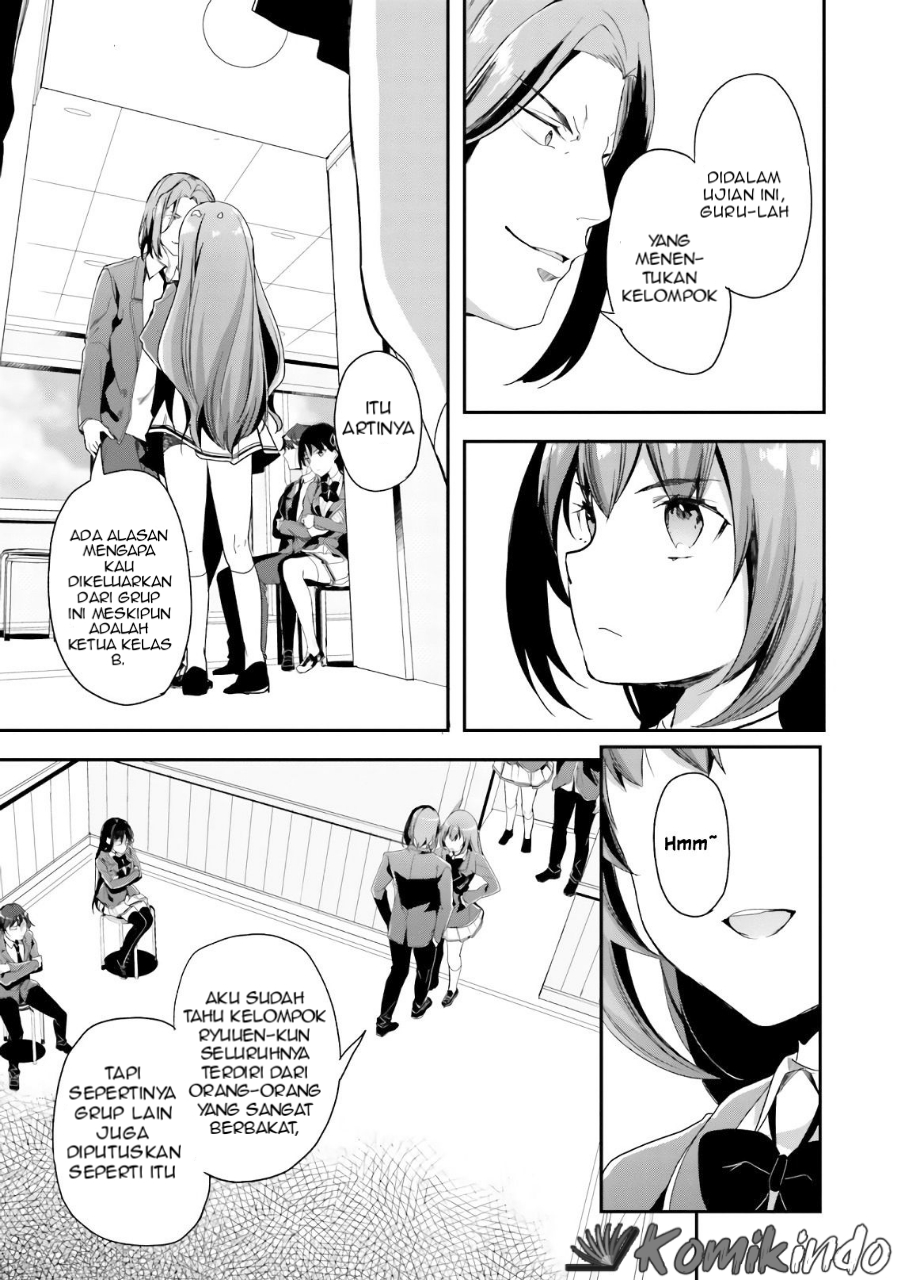 DIDALAM
UJIAN INI,
GURU-LAH
YANG
MENEN-
TUKAN
KELOMPOK
ITU
ARTINYA
ADA ALASAN
MENGAPA
KAU
DIKELUARKAN
DARI GRUP
INI MESKIPUN
ADALAH
KETUA KELAS
B.
Hmm~
AKU SUDAH
TAHU KELOMPOK
RYUUEN-KUN
SELURUHNYA
TERDIRI DARI
ORANG-ORANG
YANG SANGAT
BERBAKAT,
TAPI
SEPERTINYA
GRUP LAIN
JUGA
DIPUTUSKAN
SEPERTI ITU
Komikindo